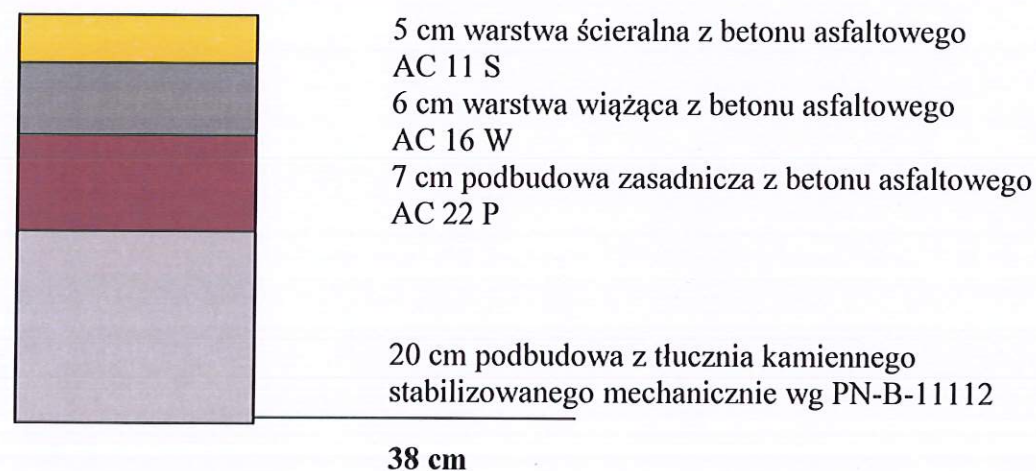 5 cm warstwa ścieralna z betonu asfaltowego
AC 11 S
6 cm warstwa wiążąca z betonu asfaltowego
AC 16 W
7 cm podbudowa zasadnicza z betonu asfaltowego
AC 22 P
20 cm podbudowa z tłucznia kamiennego
stabilizowanego mechanicznie wg PN-B-11112
38 cm